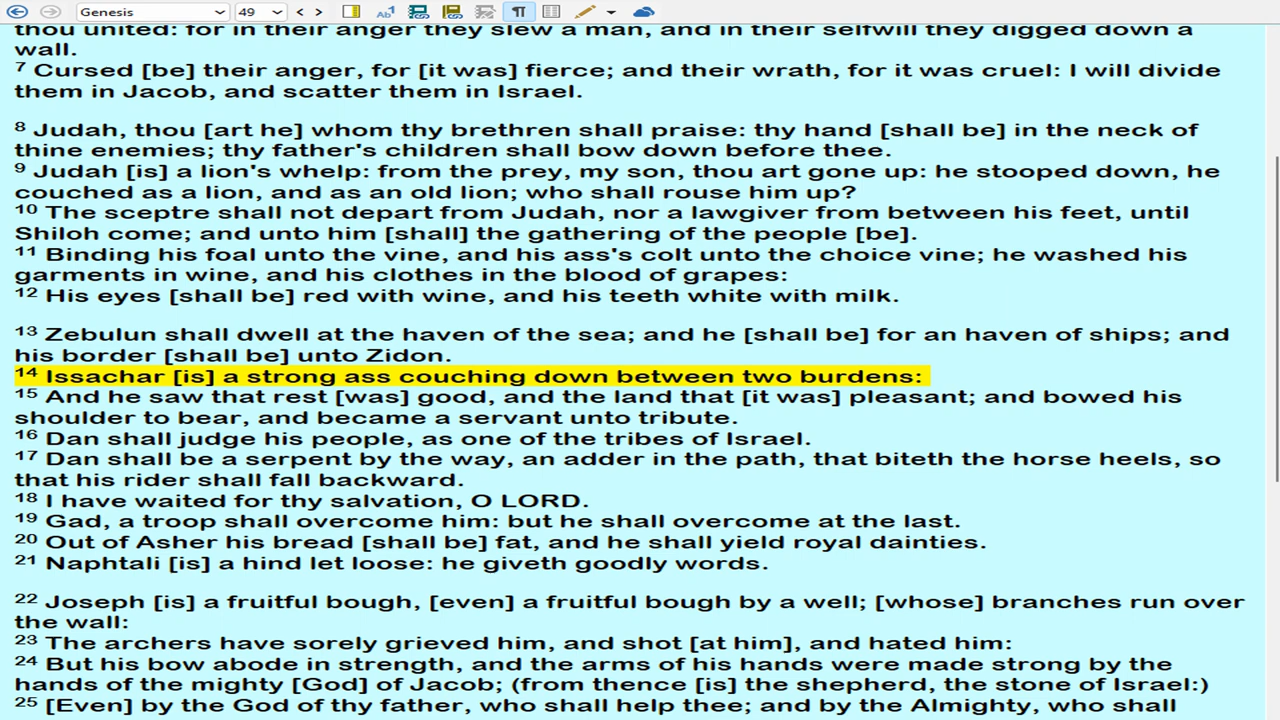 Genesis 49
thou united: for in their anger they slew a man, and in their selfwill they digged down a
wall.
7 Cursed [be] their anger, for [it was] fierce; and their wrath, for it was cruel: I will divide
them in Jacob, and scatter them in Israel.
8 Judah, thou [art he] whom thy brethren shall praise: thy hand [shall be] in the neck of
thine enemies; thy father's children shall bow down before thee.
9 Judah [is] a lion's whelp: from the prey, my son, thou art gone up: he stooped down, he
couched as a lion, and as an old lion; who shall rouse him up?
10 The sceptre shall not depart from Judah, nor a lawgiver from between his feet, until
Shiloh come; and unto him [shall] the gathering of the people [be].
11 Binding his foal unto the vine, and his ass's colt unto the choice vine; he washed his
garments in wine, and his clothes in the blood of grapes:
12 His eyes [shall be] red with wine, and his teeth white with milk.
13 Zebulun shall dwell at the haven of the sea; and he [shall be] for an haven of ships; and
his border [shall be] unto Zidon.
14 Issachar [is] a strong ass couching down between two burdens:
15 And he saw that rest [was] good, and the land that [it was] pleasant; and bowed his
shoulder to bear, and became a servant unto tribute.
16 Dan shall judge his people, as one of the tribes of Israel.
17 Dan shall be a serpent by the way, an adder in the path, that biteth the horse heels, so
that his rider shall fall backward.
18 I have waited for thy salvation, O LORD.
19 Gad, a troop shall overcome him: but he shall overcome at the last.
20 Out of Asher his bread [shall be] fat, and he shall yield royal dainties.
21 Naphtali [is] a hind let loose: he giveth goodly words.
22 Joseph [is] a fruitful bough, [even] a fruitful bough by a well; [whose] branches run over
the wall:
23 The archers have sorely grieved him, and shot [at him], and hated him:
24 But his bow abode in strength, and the arms of his hands were made strong by the
hands of the mighty [God] of Jacob; (from thence [is] the shepherd, the stone of Israel:)
25 [Even] by the God of thy father, who shall help thee; and by the Almighty, who shall